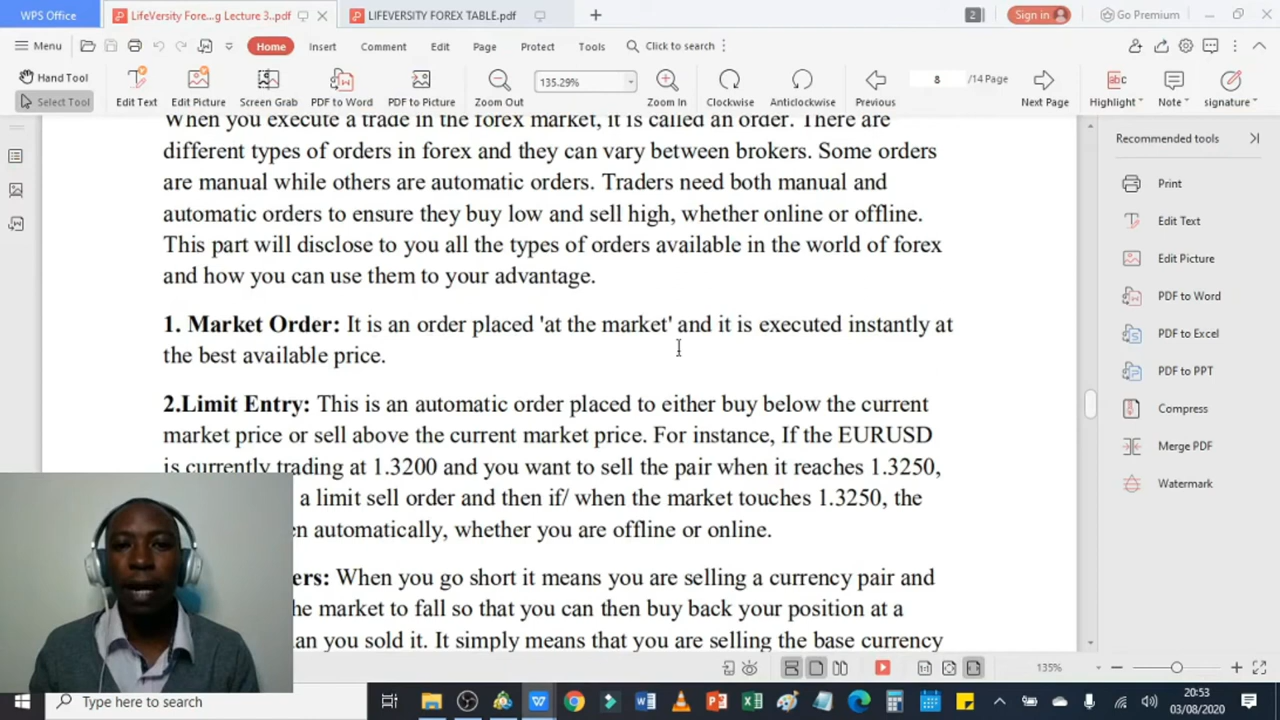 WPS Office
LifeVersity Fore...g Lecture 3..pdf
LIFEVERSITY FOREX TABLE.pdf
2
Sign in
Go Premium
Menu
Home
Insert
Comment
Edit
Page
Protect
Tools
Click to search
Hand Tool
Select Tool
Edit Text
Edit Picture
Screen Grab
PDF to Word
PDF to Picture
Zoom Out
135.29%
Zoom In
Clockwise
Anticlockwise
Previous
8
/14 Page
Next Page
abc
Highlight
Note
signature
When you execute a trade in the forex market, it is called an order. There are
different types of orders in forex and they can vary between brokers. Some orders
are manual while others are automatic orders. Traders need both manual and
automatic orders to ensure they buy low and sell high, whether online or offline.
This part will disclose to you all the types of orders available in the world of forex
and how you can use them to your advantage.
1. Market Order: It is an order placed 'at the market' and it is executed instantly at
the best available price.
2.Limit Entry: This is an automatic order placed to either buy below the current
market price or sell above the current market price. For instance, If the EURUSD
is currently trading at 1.3200 and you want to sell the pair when it reaches 1.3250,
a limit sell order and then if/ when the market touches 1.3250, the
en automatically, whether you are offline or online.
ers: When you go short it means you are selling a currency pair and
he market to fall so that you can then buy back your position at a
an you sold it. It simply means that you are selling the base currency
Recommended tools
Print
Edit Text
Edit Picture
PDF to Word
PDF to Excel
PDF to PPT
Compress
Merge PDF
Watermark
135%
Type here to search
20:53
03/08/2020